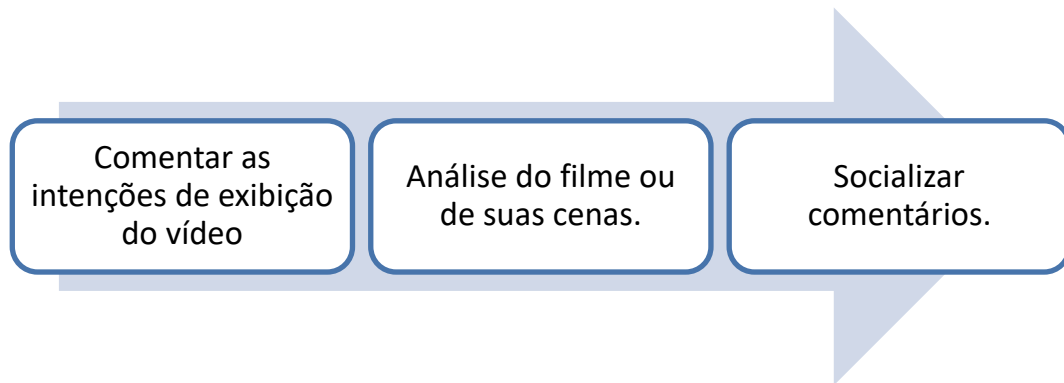 Comentar as
intenções de exibição
do vídeo
Análise do filme ou
de suas cenas.
Socializar
comentários.